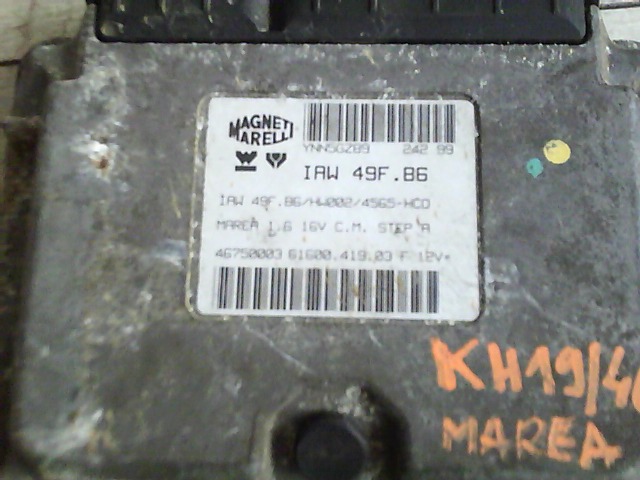 MAGNETI
MARELLI
YNN5GZ89 242 99
IAW 49F.B6
IAW 49F.B6/HW002/4565-HCO
MAREA 1.6 16V C.M. STEP A
46750003 61600.419.03 F 12V*
KH19/4
MAREA